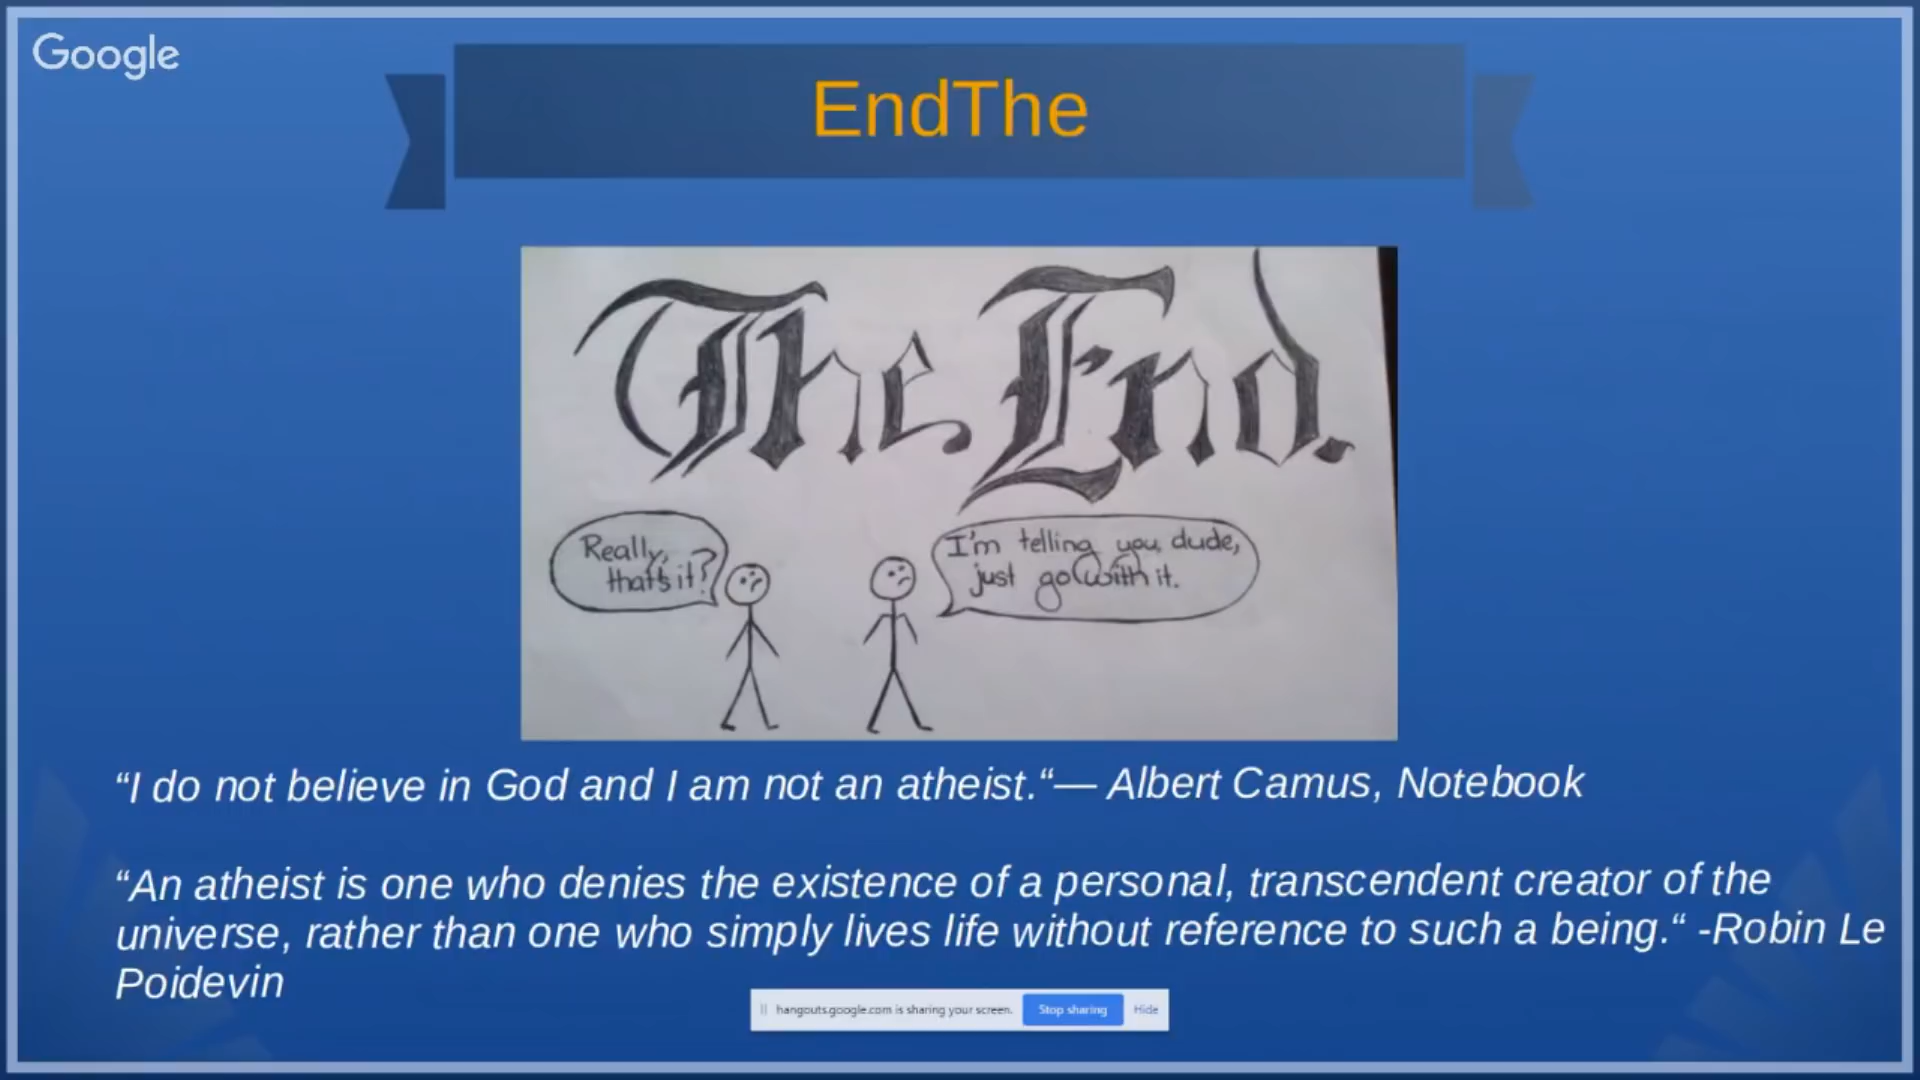 Google
EndThe
The End.
Really,
that's it?
I'm telling you, dude,
just go with it.
“I do not believe in God and I am not an atheist.“— Albert Camus, Notebook
“An atheist is one who denies the existence of a personal, transcendent creator of the
universe, rather than one who simply lives life without reference to such a being.“ -Robin Le
Poidevin
hangouts.google.com is sharing your screen. Stop sharing Hide